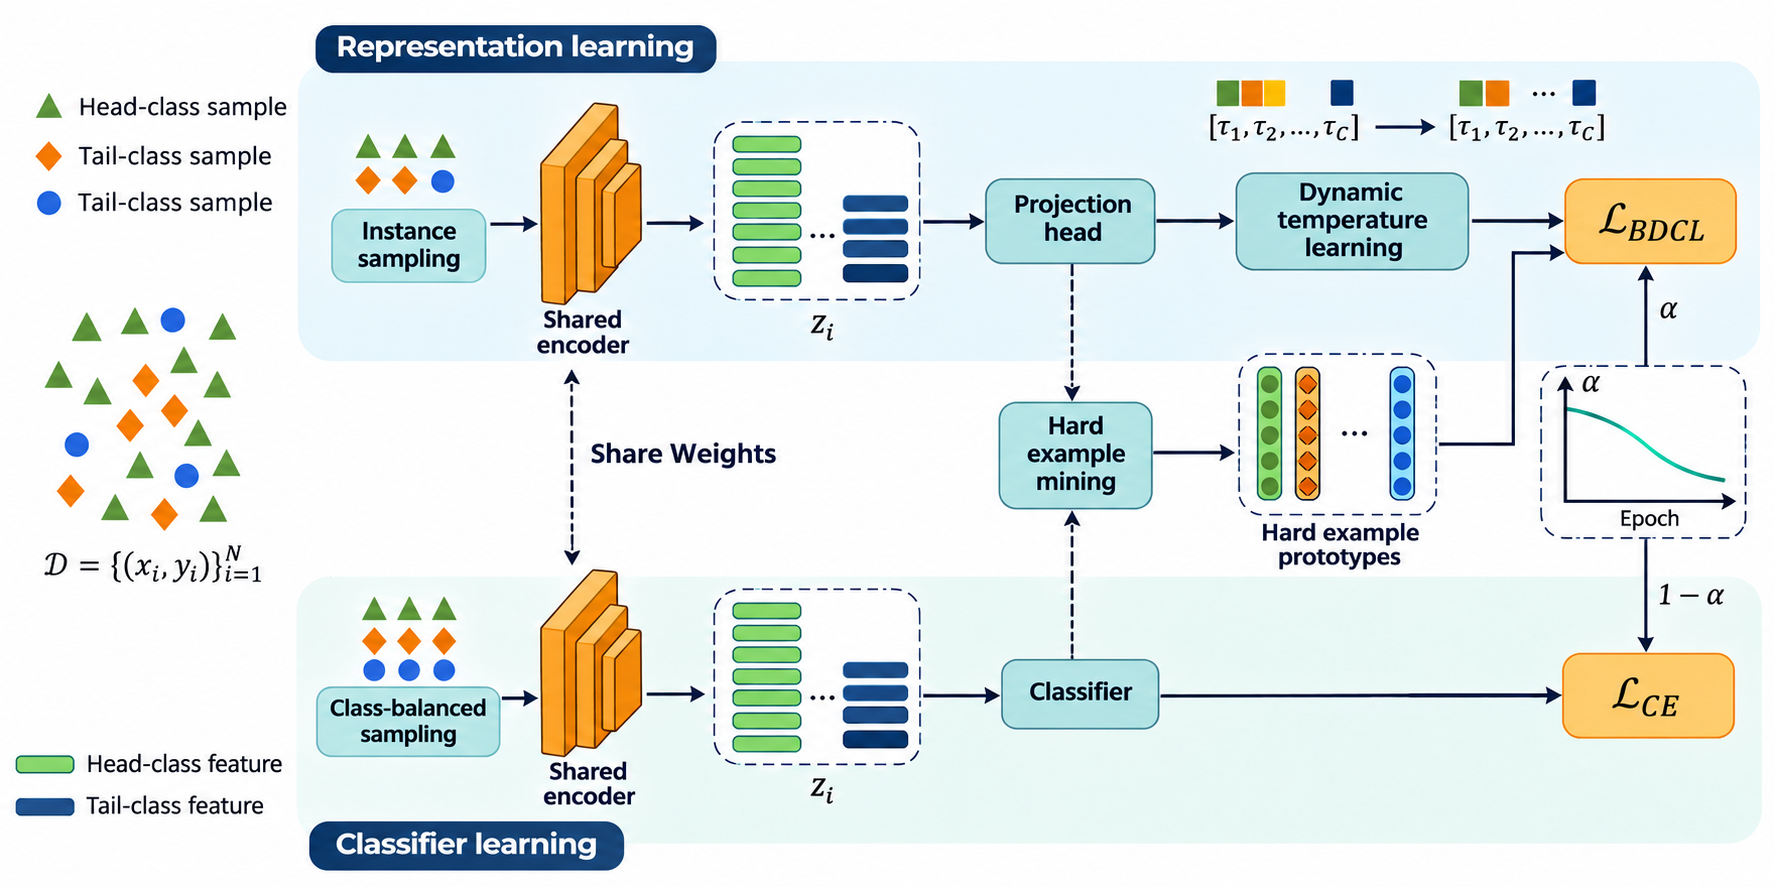 Representation learning
Head-class sample
Tail-class sample
Tail-class sample
Instance
sampling
Shared
encoder
z_i
Projection
head
[τ_1, τ_2, ..., τ_C]
[τ_1, τ_2, ..., τ_C]
Dynamic
temperature
learning
ℒ_BDCL
α
Share Weights
Hard
example
mining
...
Hard example
prototypes
α
Epoch
𝒟 = {(x_i, y_i)}_{i=1}^N
1 − α
Class-balanced
sampling
Shared
encoder
z_i
Classifier
ℒ_CE
Head-class feature
Tail-class feature
Classifier learning